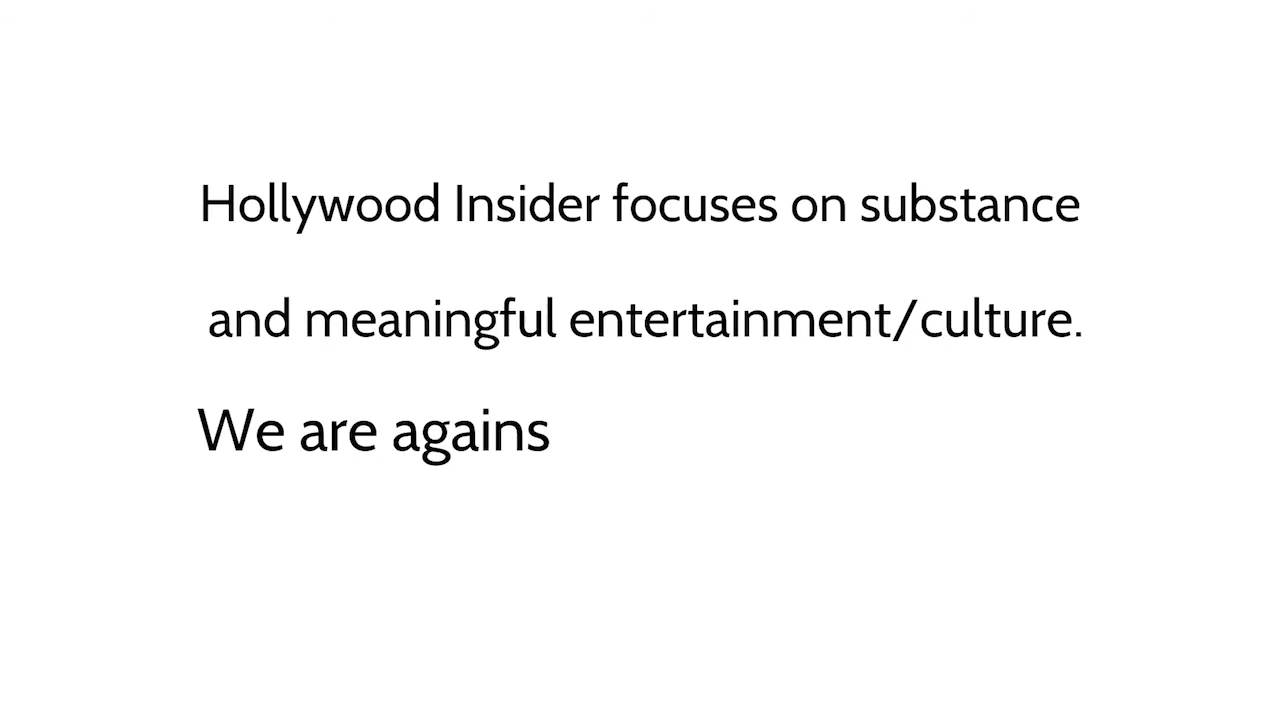 Hollywood Insider focuses on substance
and meaningful entertainment/culture.
We are agains